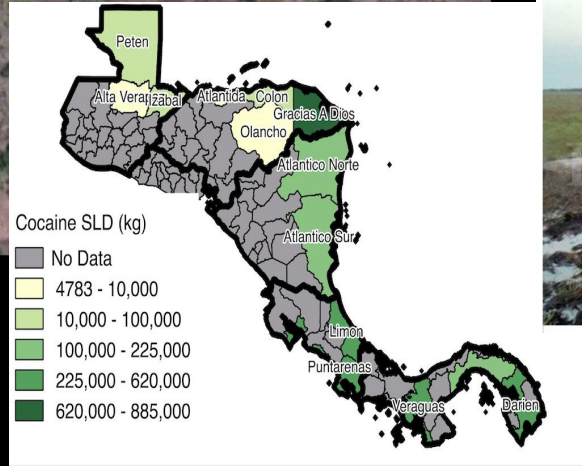 Peten
Alta Verapaz
Izabal
Atlantida
Colon
Gracias A Dios
Olancho
Atlantico Norte
Atlantico Sur
Limon
Puntarenas
Veraguas
Darien
Cocaine SLD (kg)
No Data
4783 - 10,000
10,000 - 100,000
100,000 - 225,000
225,000 - 620,000
620,000 - 885,000